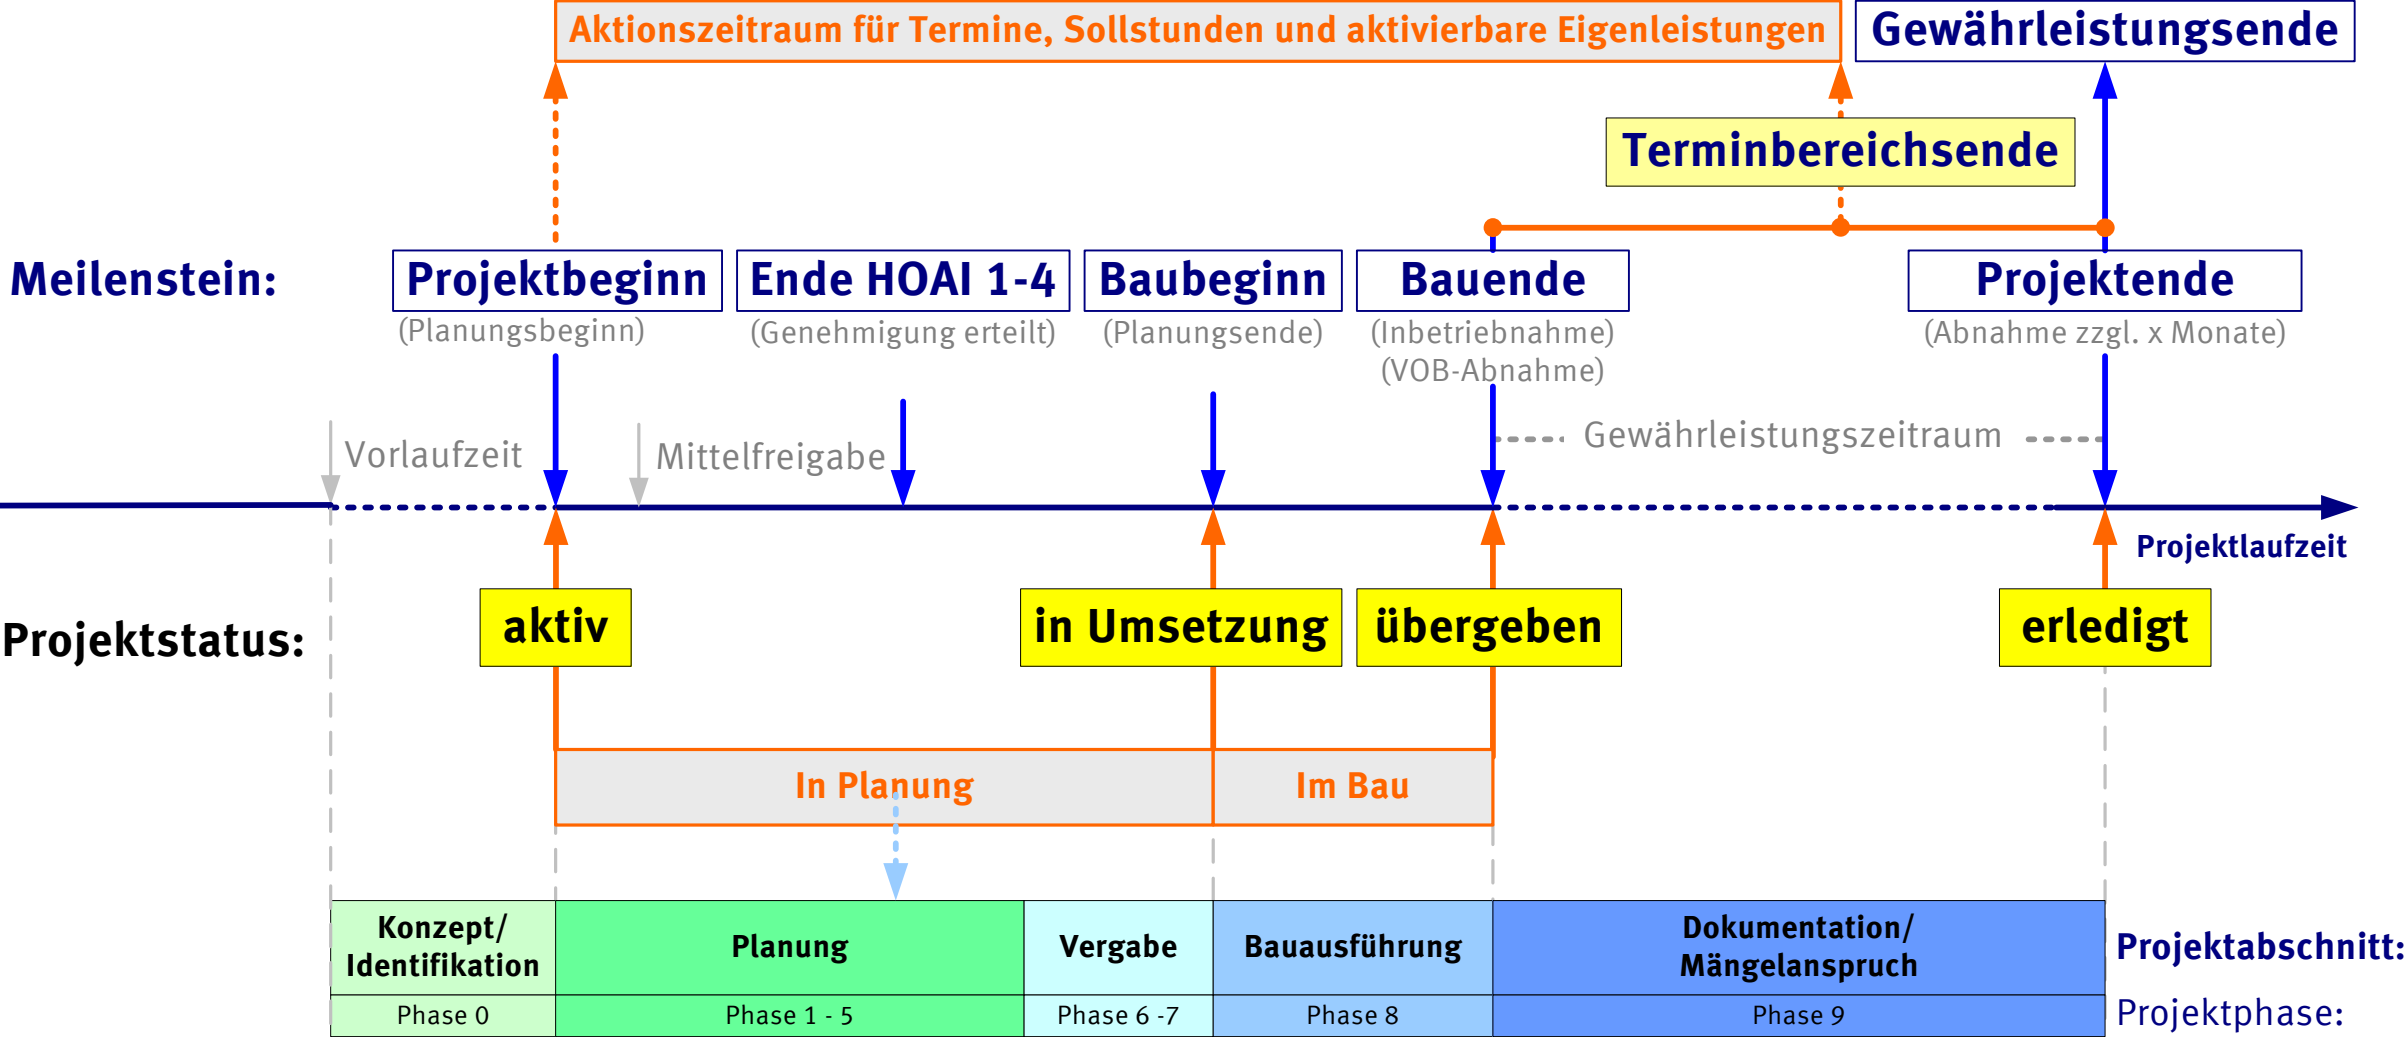 Aktionszeitraum für Termine, Sollstunden und aktivierbare Eigenleistungen
Gewährleistungsende
Terminbereichsende
Meilenstein:
Projektbeginn
(Planungsbeginn)
Ende HOAI 1-4
(Genehmigung erteilt)
Baubeginn
(Planungsende)
Bauende
(Inbetriebnahme)
(VOB-Abnahme)
Projektende
(Abnahme zzgl. x Monate)
Vorlaufzeit
Mittelfreigabe
Gewährleistungszeitraum
Projektlaufzeit
Projektstatus:
aktiv
in Umsetzung
übergeben
erledigt
In Planung
Im Bau
Konzept/
Identifikation
Planung
Vergabe
Bauausführung
Dokumentation/
Mängelanspruch
Projektabschnitt:
Phase 0
Phase 1 - 5
Phase 6 -7
Phase 8
Phase 9
Projektphase: